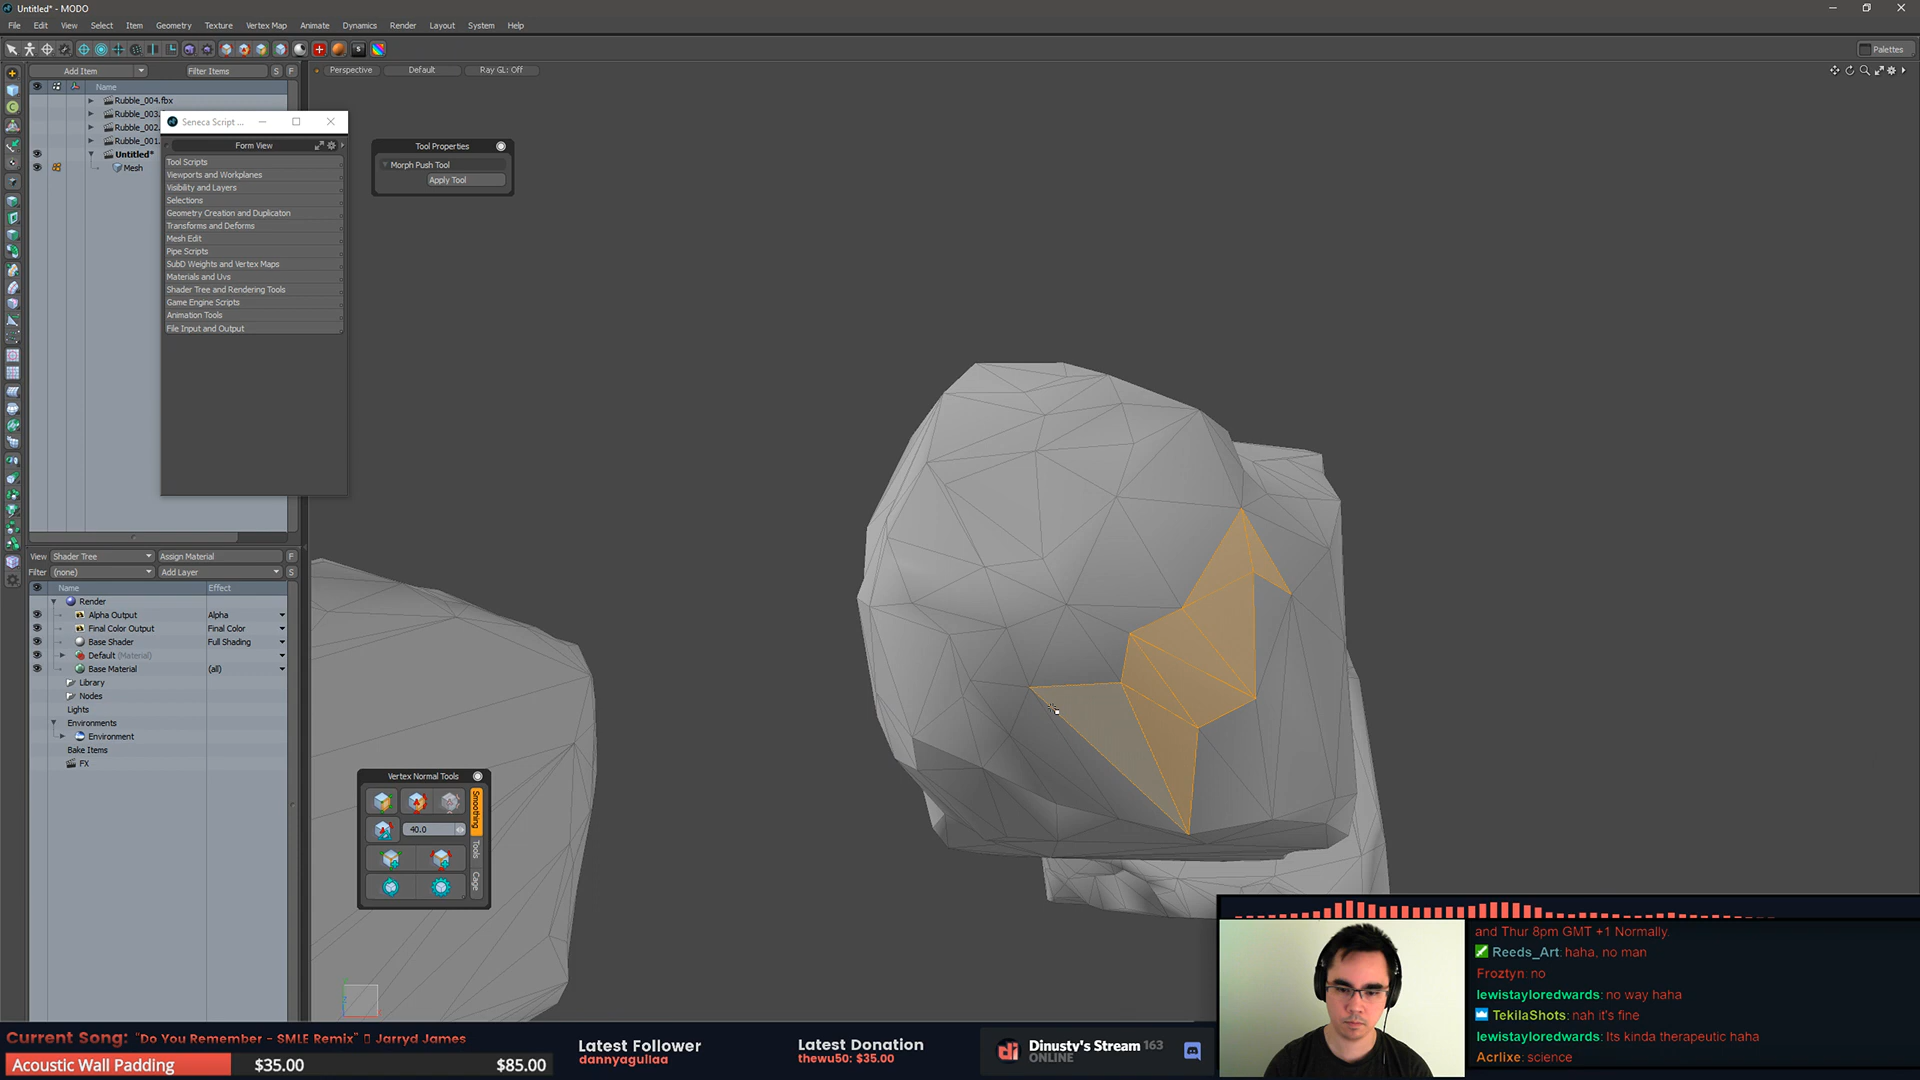 Untitled* - MODO
File Edit View Select Item Geometry Texture Vertex Map Animate Dynamics Render Layout System Help
Palettes
Add Item Filter Items S F
Perspective Default Ray GL: Off
Name
Rubble_004.fbx
Rubble_003.
Rubble_002.
Rubble_001.
Untitled*
Mesh
Seneca Script ...
Form View
Tool Scripts
Viewports and Workplanes
Visibility and Layers
Selections
Geometry Creation and Duplicaton
Transforms and Deforms
Mesh Edit
Pipe Scripts
SubD Weights and Vertex Maps
Materials and Uvs
Shader Tree and Rendering Tools
Game Engine Scripts
Animation Tools
File Input and Output
Tool Properties
Morph Push Tool
Apply Tool
View Shader Tree Assign Material F
Filter (none) Add Layer S
Name Effect
Render
Alpha Output Alpha
Final Color Output Final Color
Base Shader Full Shading
Default (Material)
Base Material (all)
Library
Nodes
Lights
Environments
Environment
Bake Items
FX
Vertex Normal Tools
Smoothing
40.0
Tools
Cage
and Thur 8pm GMT +1 Normally.
Reeds_Art: haha, no man
Froztyn: no
lewistayloredwards: no way haha
TekilaShots: nah it's fine
lewistayloredwards: Its kinda therapeutic haha
Acrlixe: science
Current Song: "Do You Remember - SMLE Remix" Jarryd James
Acoustic Wall Padding $35.00 $85.00
Latest Follower
dannyaguliaa
Latest Donation
thewu50: $35.00
Dinusty's Stream 163
ONLINE